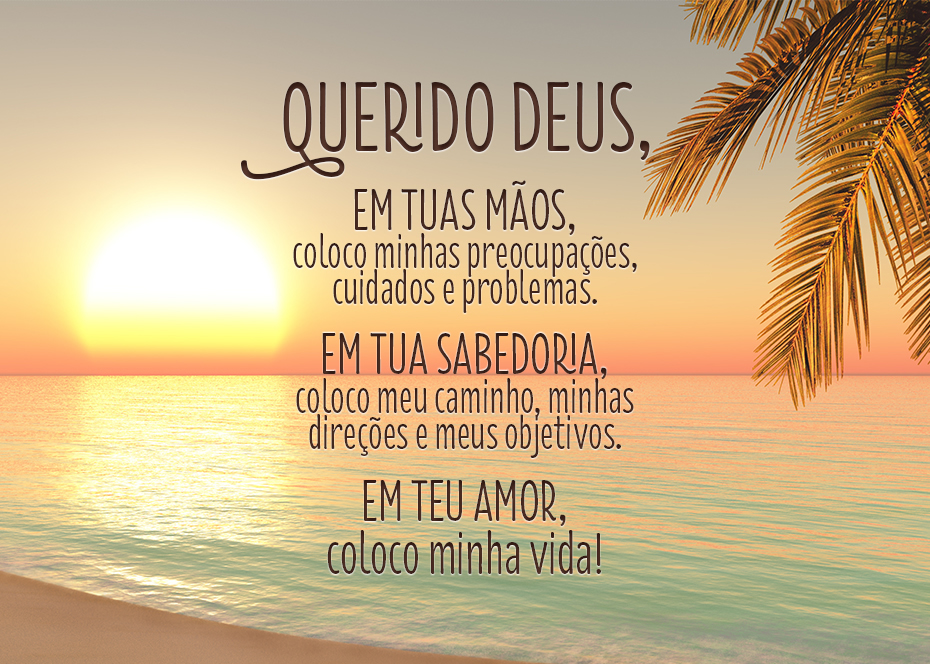 QUERIDO DEUS,
EM TUAS MÃOS,
coloco minhas preocupações,
cuidados e problemas.
EM TUA SABEDORIA,
coloco meu caminho, minhas
direções e meus objetivos.
EM TEU AMOR,
coloco minha vida!